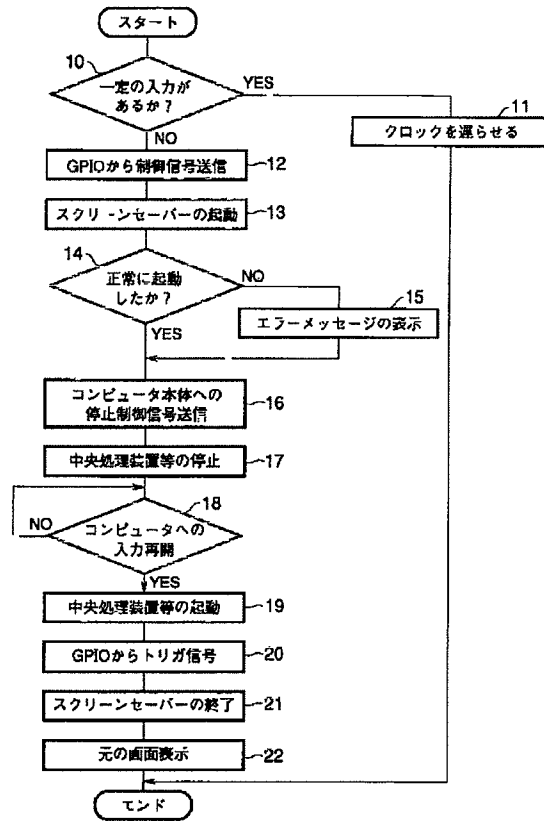 スタート
10
一定の入力が
あるか?
YES
11
クロックを遅らせる
NO
GPIOから制御信号送信
12
スクリーンセーバーの起動
13
14
正常に起動
したか?
NO
15
エラーメッセージの表示
YES
コンピュータ本体への
停止制御信号送信
16
中央処理装置等の停止
17
18
NO
コンピュータへの
入力再開
YES
中央処理装置等の起動
19
GPIOからトリガ信号
20
スクリーンセーバーの終了
21
元の画面表示
22
エンド